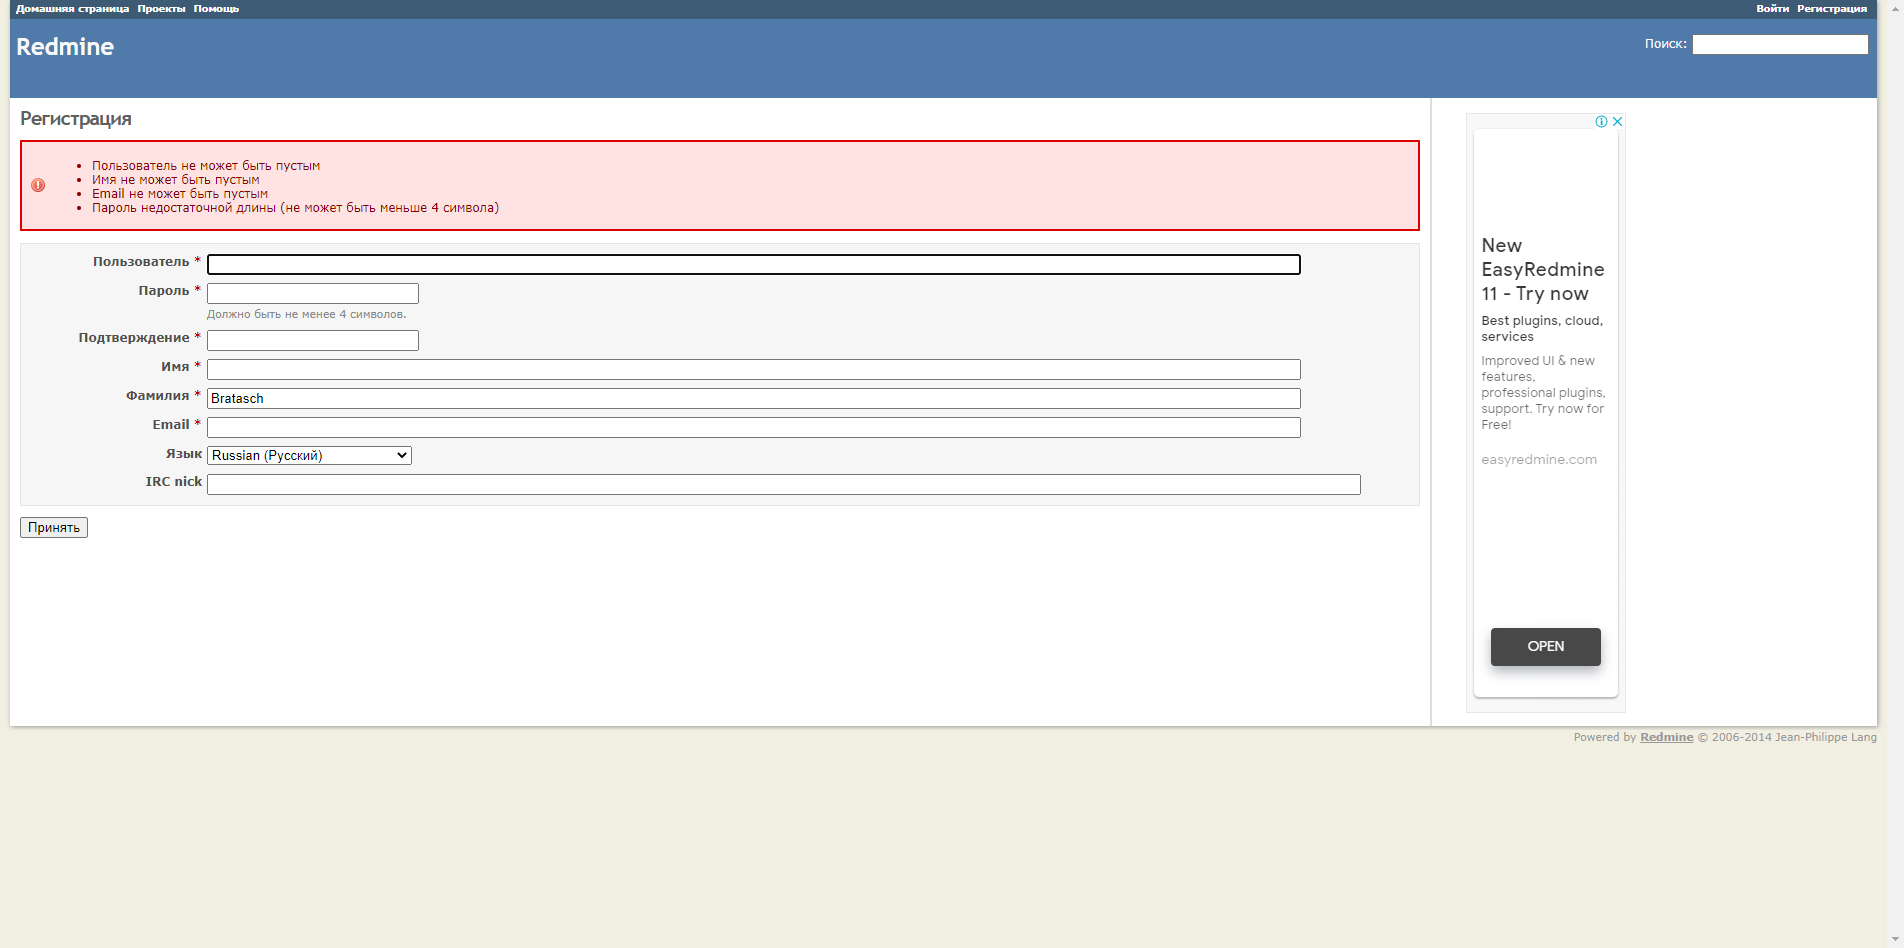 Домашняя страница Проекты Помощь
Войти Регистрация
Redmine
Поиск:
Регистрация
Пользователь не может быть пустым
Имя не может быть пустым
Email не может быть пустым
Пароль недостаточной длины (не может быть меньше 4 символа)
Пользователь *
Пароль *
Должно быть не менее 4 символов.
Подтверждение *
Имя *
Фамилия * Bratasch
Email *
Язык Russian (Русский)
IRC nick
Принять
New
EasyRedmine
11 - Try now
Best plugins, cloud,
services
Improved UI & new
features,
professional plugins,
support. Try now for
Free!
easyredmine.com
OPEN
Powered by Redmine © 2006-2014 Jean-Philippe Lang